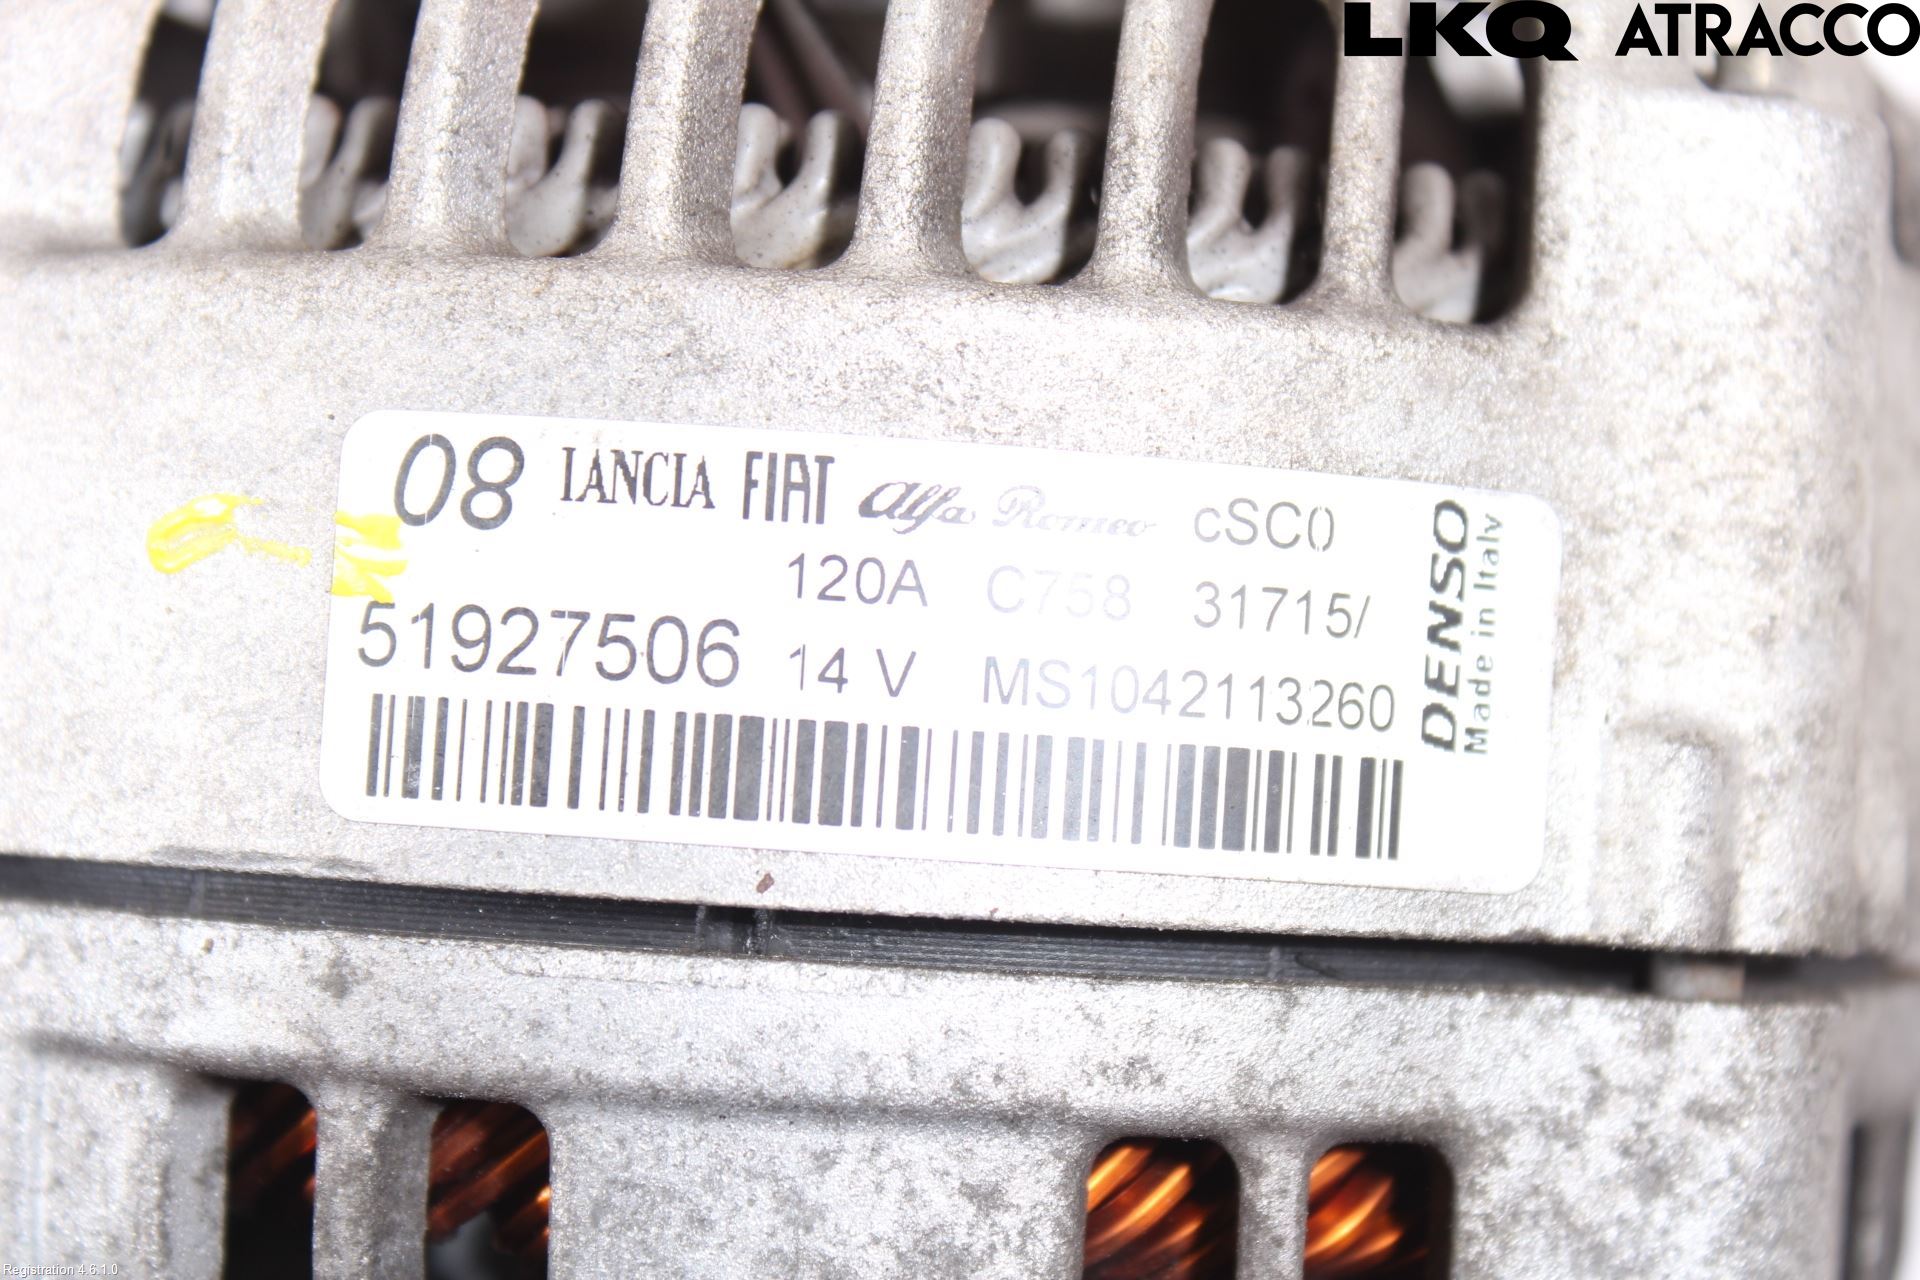 LKQ ATRACCO
08 LANCIA FIAT Alfa Romeo cSC0
120A C758 31715/
51927506 14 V MS1042113260
DENSO
Made in Italy
Registration 4.6.1.0